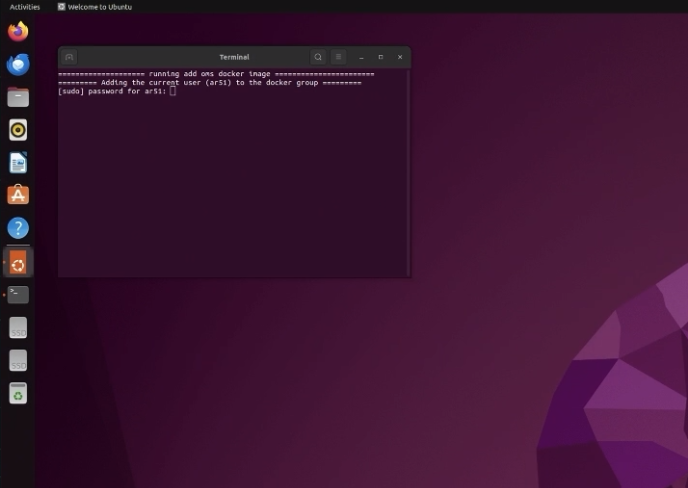 Activities
Welcome to Ubuntu
Terminal
==================== running add oms docker image =======================
========= Adding the current user (ar51) to the docker group =========
[sudo] password for ar51:
?
>_
SSD
SSD